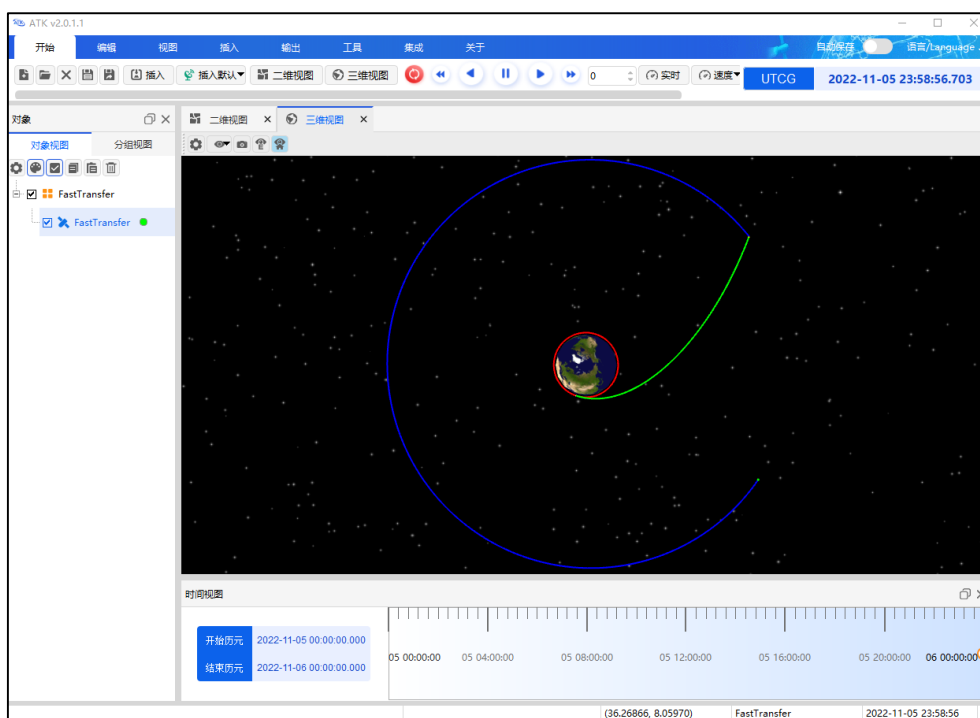 ATK v2.0.1.1
开始 编辑 视图 插入 输出 工具 集成 关于 自动保存 语言/Language
插入 插入默认 二维视图 三维视图 0 实时 速度 UTCG 2022-11-05 23:58:56.703
对象
二维视图 三维视图
对象视图 分组视图
FastTransfer
FastTransfer
时间视图
开始历元 2022-11-05 00:00:00.000
结束历元 2022-11-06 00:00:00.000
05 00:00:00 05 04:00:00 05 08:00:00 05 12:00:00 05 16:00:00 05 20:00:00 06 00:00:00
(36.26866, 8.05970) FastTransfer 2022-11-05 23:58:56